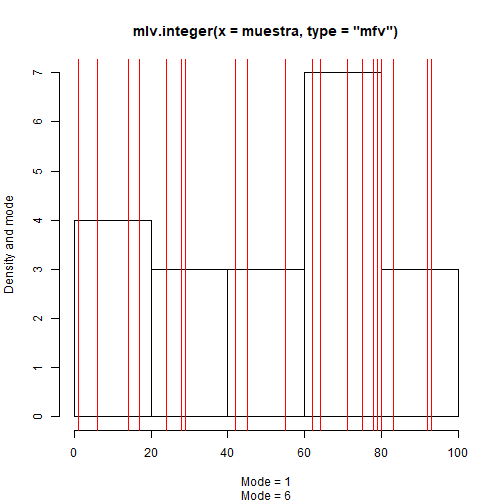 mlv.integer(x = muestra, type = "mfv")
Density and mode
7
6
5
4
3
2
1
0
0 20 40 60 80 100
Mode = 1
Mode = 6